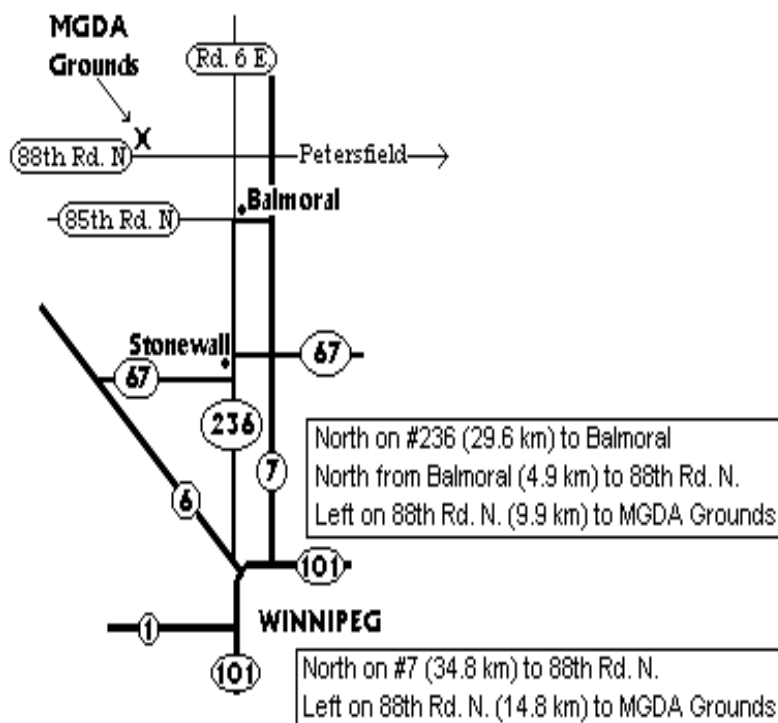 MGDA
Grounds
Rd. 6 E
X
88th Rd. N
Petersfield
Balmoral
85th Rd. N
Stonewall
67
67
236
North on #236 (29.6 km) to Balmoral
North from Balmoral (4.9 km) to 88th Rd. N.
Left on 88th Rd. N. (9.9 km) to MGDA Grounds
7
6
101
1
WINNIPEG
101
North on #7 (34.8 km) to 88th Rd. N.
Left on 88th Rd. N. (14.8 km) to MGDA Grounds